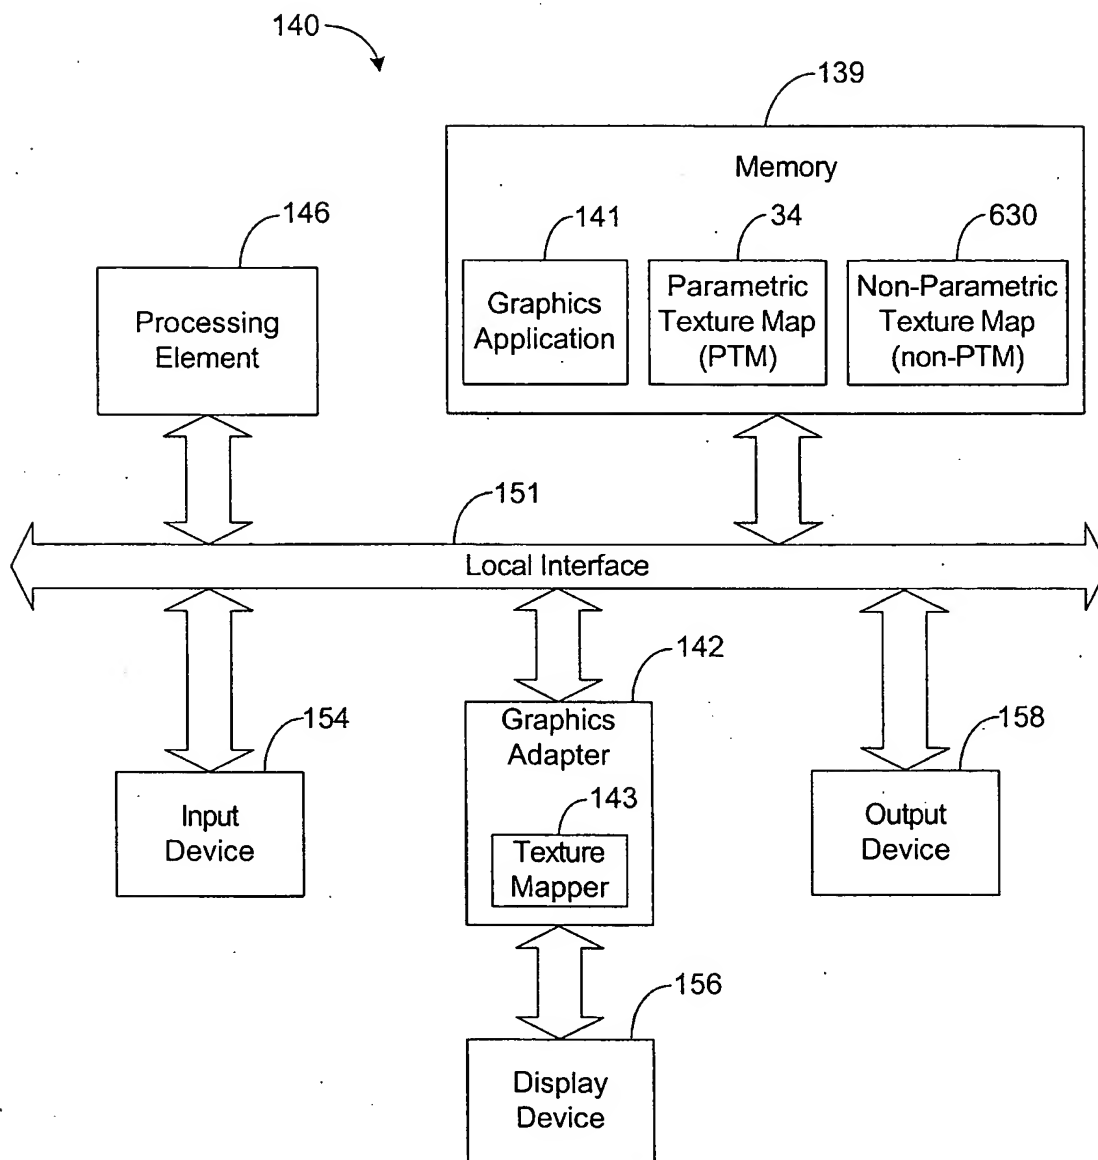 140
139
Memory
146
141
34
630
Processing
Element
Graphics
Application
Parametric
Texture Map
(PTM)
Non-Parametric
Texture Map
(non-PTM)
151
Local Interface
142
154
Graphics
Adapter
158
Input
Device
143
Texture
Mapper
Output
Device
156
Display
Device